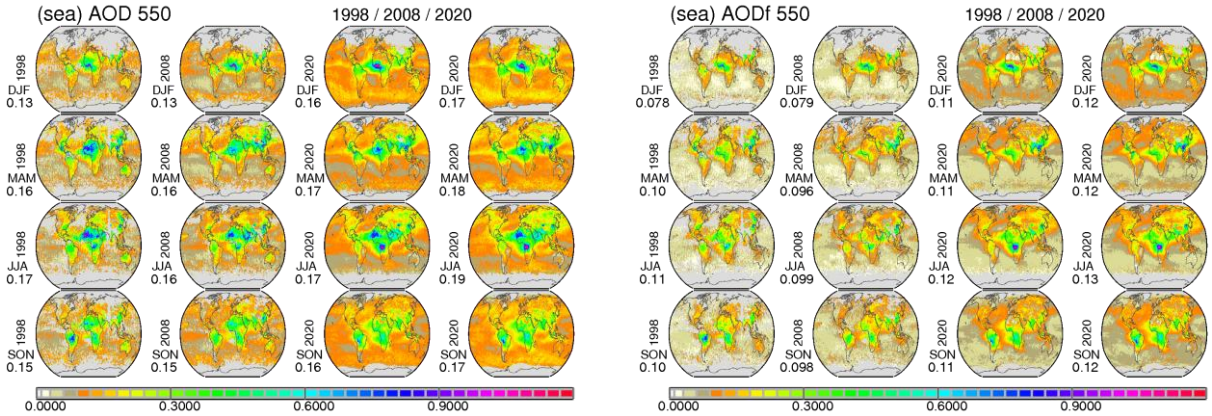 (sea) AOD 550 1998 / 2008 / 2020
1998 DJF 0.13
2008 DJF 0.13
2020 DJF 0.16
2020 DJF 0.17
1998 MAM 0.16
2008 MAM 0.16
2020 MAM 0.17
2020 MAM 0.18
1998 JJA 0.17
2008 JJA 0.16
2020 JJA 0.17
2020 JJA 0.19
1998 SON 0.15
2008 SON 0.15
2020 SON 0.16
2020 SON 0.17
0.0000 0.3000 0.6000 0.9000
(sea) AODf 550 1998 / 2008 / 2020
1998 DJF 0.078
2008 DJF 0.079
2020 DJF 0.11
2020 DJF 0.12
1998 MAM 0.10
2008 MAM 0.096
2020 MAM 0.11
2020 MAM 0.12
1998 JJA 0.11
2008 JJA 0.099
2020 JJA 0.12
2020 JJA 0.13
1998 SON 0.10
2008 SON 0.098
2020 SON 0.11
2020 SON 0.12
0.0000 0.3000 0.6000 0.9000